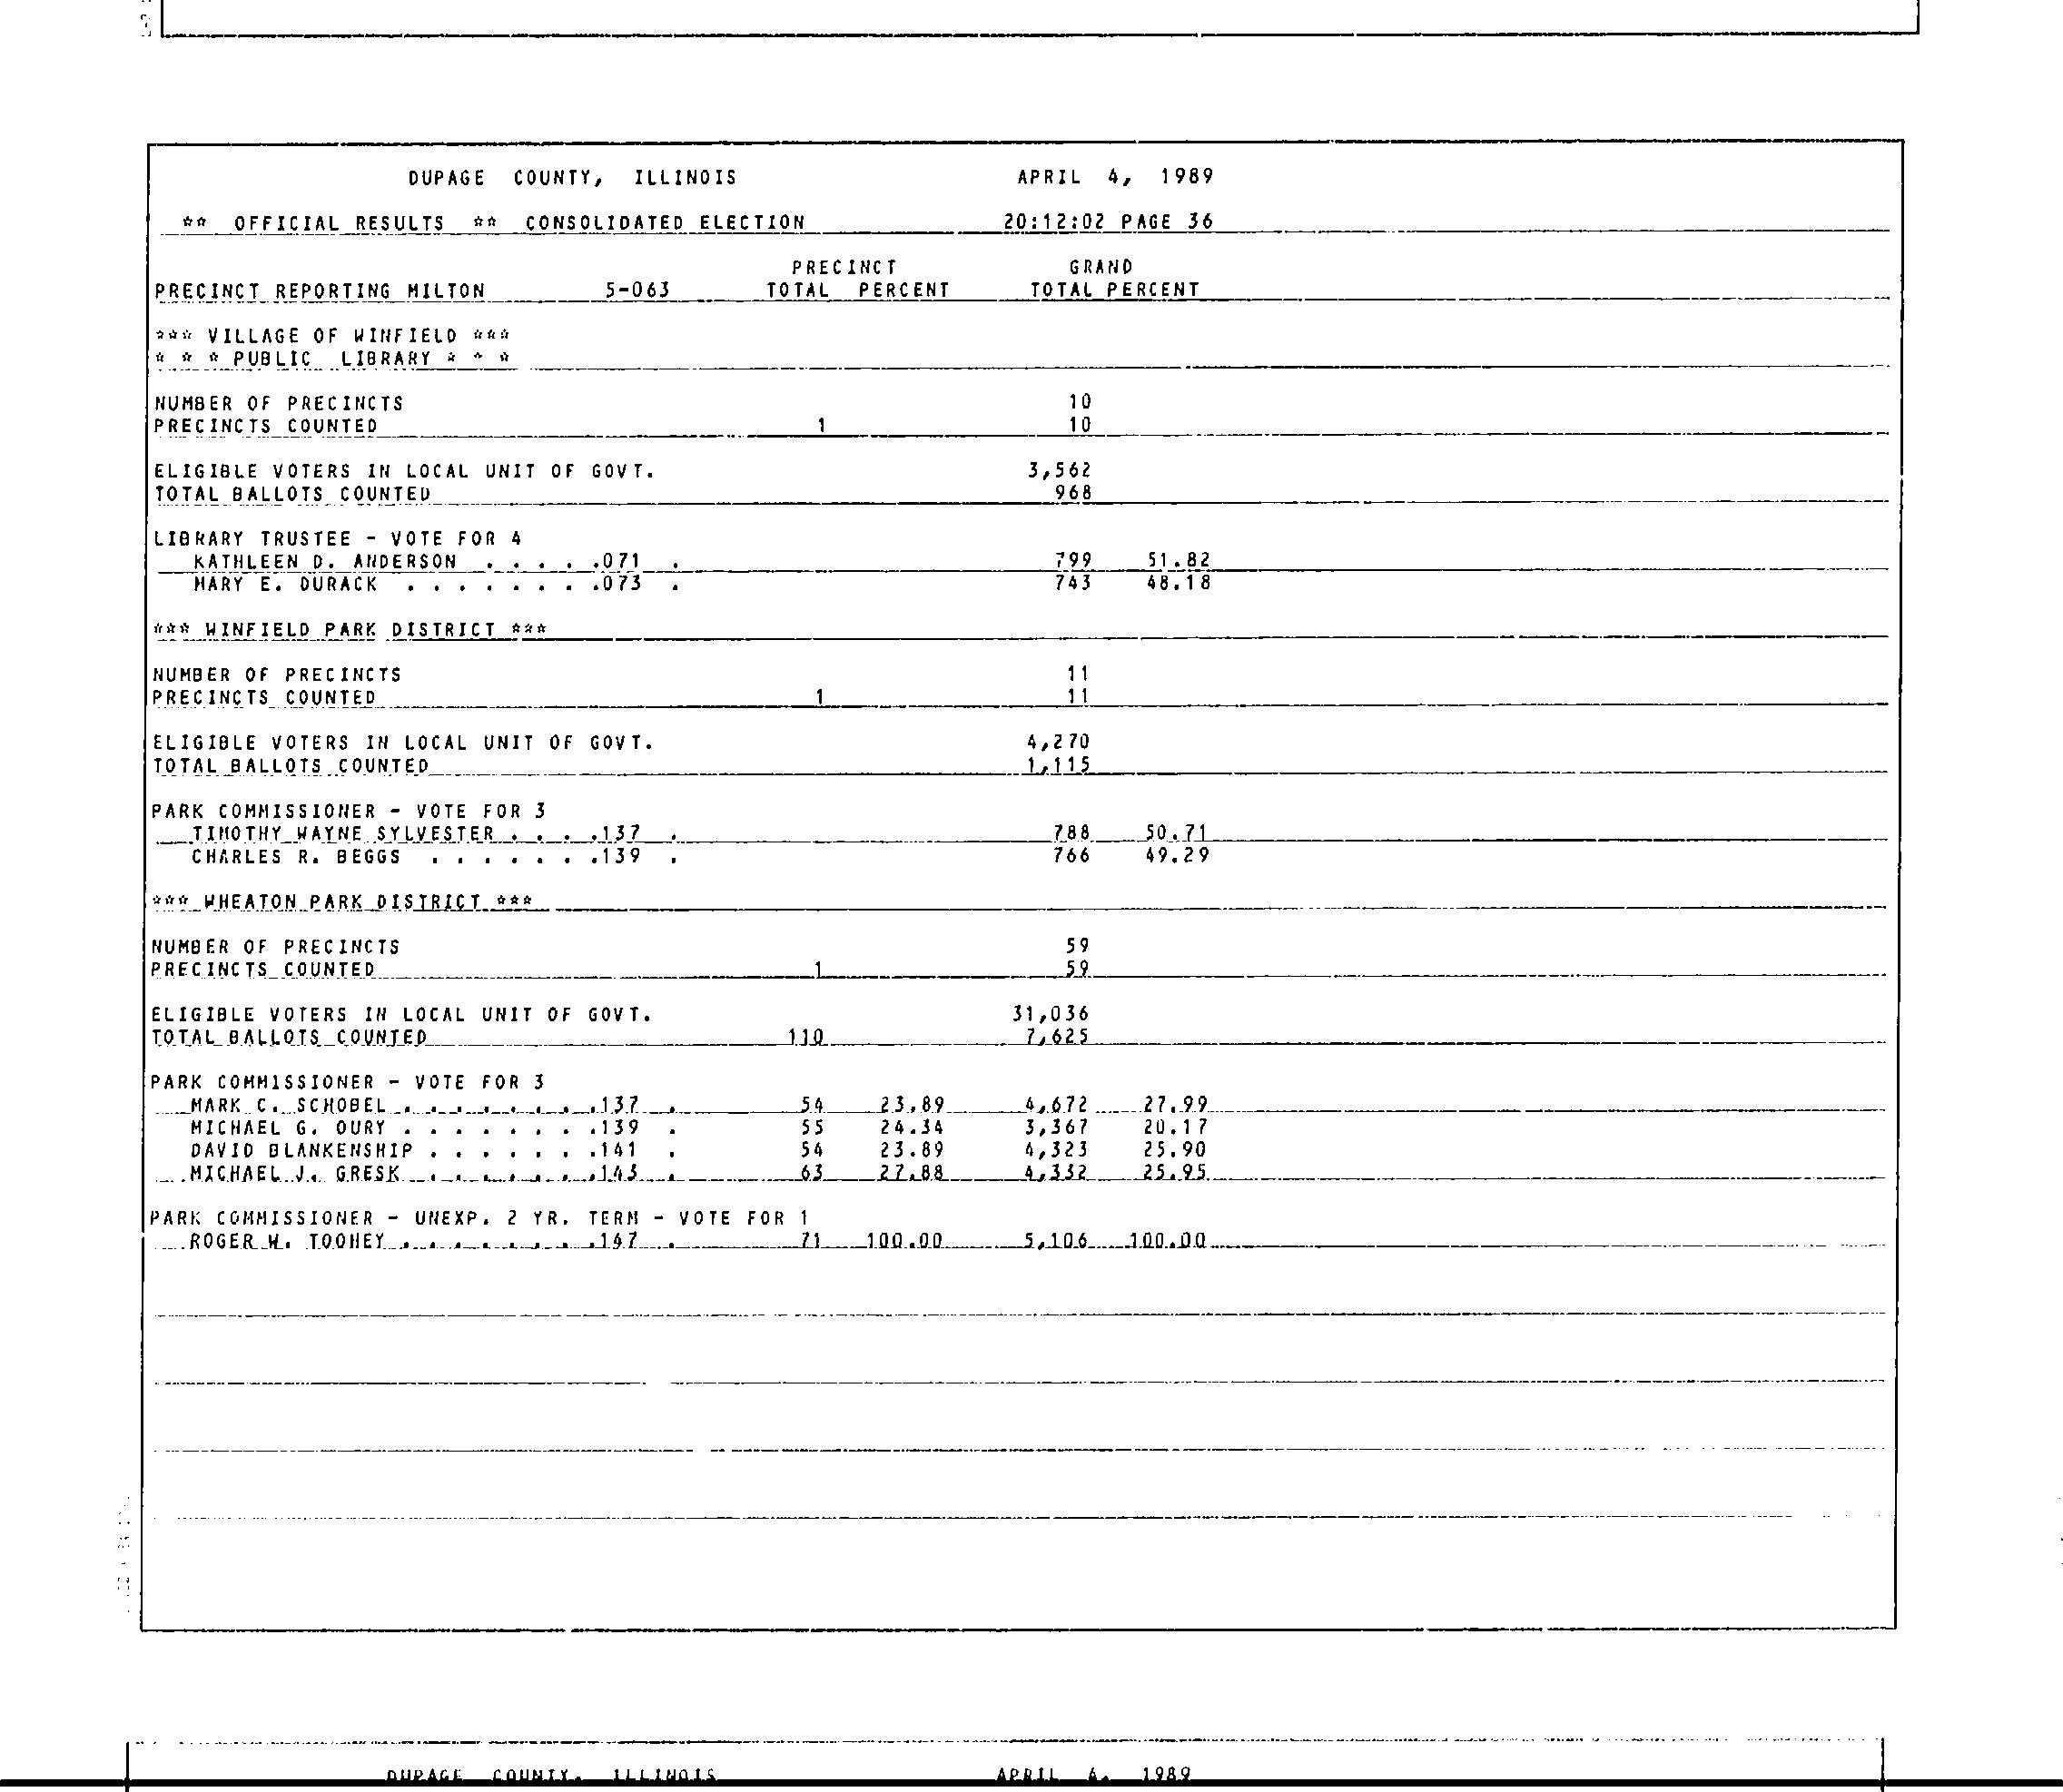 DUPAGE COUNTY, ILLINOIS APRIL 4, 1989
** OFFICIAL RESULTS ** CONSOLIDATED ELECTION 20:12:02 PAGE 36
PRECINCT GRAND
PRECINCT REPORTING MILTON 5-063 TOTAL PERCENT TOTAL PERCENT
*** VILLAGE OF WINFIELD ***
* * * PUBLIC LIBRARY * * *
NUMBER OF PRECINCTS 10
PRECINCTS COUNTED 1 10
ELIGIBLE VOTERS IN LOCAL UNIT OF GOVT. 3,562
TOTAL BALLOTS COUNTED 968
LIBRARY TRUSTEE - VOTE FOR 4
KATHLEEN D. ANDERSON . . . . .071 . 799 51.82
MARY E. DURACK . . . . . . . .073 . 743 48.18
*** WINFIELD PARK DISTRICT ***
NUMBER OF PRECINCTS 11
PRECINCTS COUNTED 1 11
ELIGIBLE VOTERS IN LOCAL UNIT OF GOVT. 4,270
TOTAL BALLOTS COUNTED 1,115
PARK COMMISSIONER - VOTE FOR 3
TIMOTHY WAYNE SYLVESTER . . . .137 . 788 50.71
CHARLES R. BEGGS . . . . . . .139 . 766 49.29
*** WHEATON PARK DISTRICT ***
NUMBER OF PRECINCTS 59
PRECINCTS COUNTED 1 59
ELIGIBLE VOTERS IN LOCAL UNIT OF GOVT. 31,036
TOTAL BALLOTS COUNTED 110 7,625
PARK COMMISSIONER - VOTE FOR 3
MARK C. SCHOBEL . . . . . . . .137 . 54 23.89 4,672 27.99
MICHAEL G. OURY . . . . . . . .139 . 55 24.34 3,367 20.17
DAVID BLANKENSHIP . . . . . . .141 . 54 23.89 4,323 25.90
MICHAEL J. GRESK . . . . . . .143 . 63 27.88 4,332 25.95
PARK COMMISSIONER - UNEXP. 2 YR. TERM - VOTE FOR 1
ROGER W. TOOHEY . . . . . . . .147 . 71 100.00 5,106 100.00
DUPAGE COUNTY, ILLINOIS APRIL 4, 1989